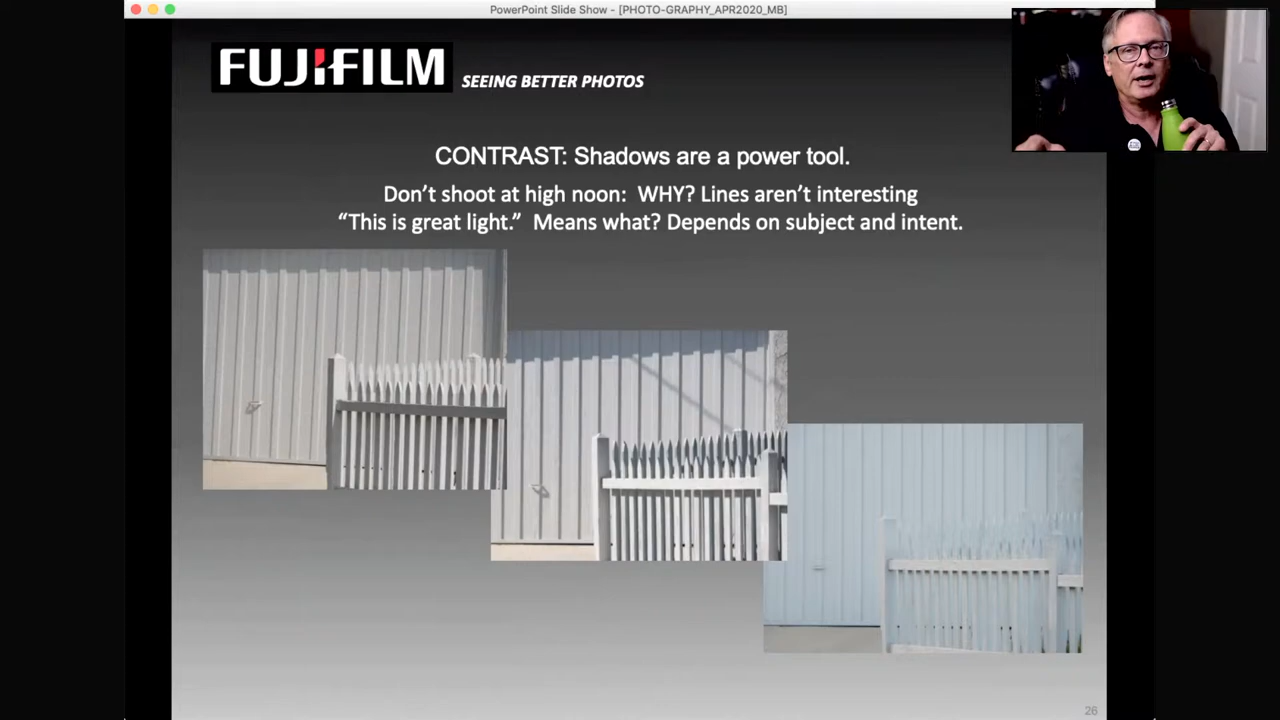 PowerPoint Slide Show - [PHOTO-GRAPHY_APR2020_MB]
FUJIFILM SEEING BETTER PHOTOS
CONTRAST: Shadows are a power tool.
Don’t shoot at high noon:  WHY? Lines aren’t interesting
“This is great light.”  Means what? Depends on subject and intent.
26